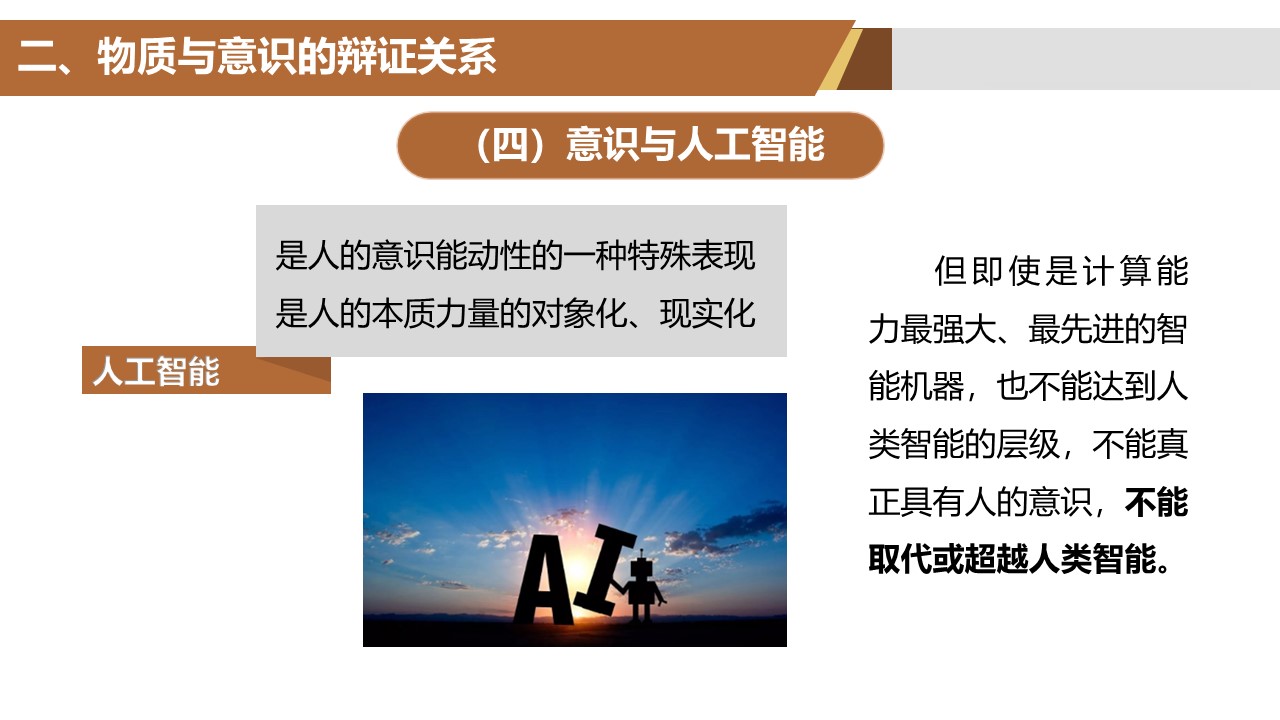 二、物质与意识的辩证关系
（四）意识与人工智能
是人的意识能动性的一种特殊表现
是人的本质力量的对象化、现实化
人工智能
AI
但即使是计算能
力最强大、最先进的智
能机器，也不能达到人
类智能的层级，不能真
正具有人的意识，不能
取代或超越人类智能。